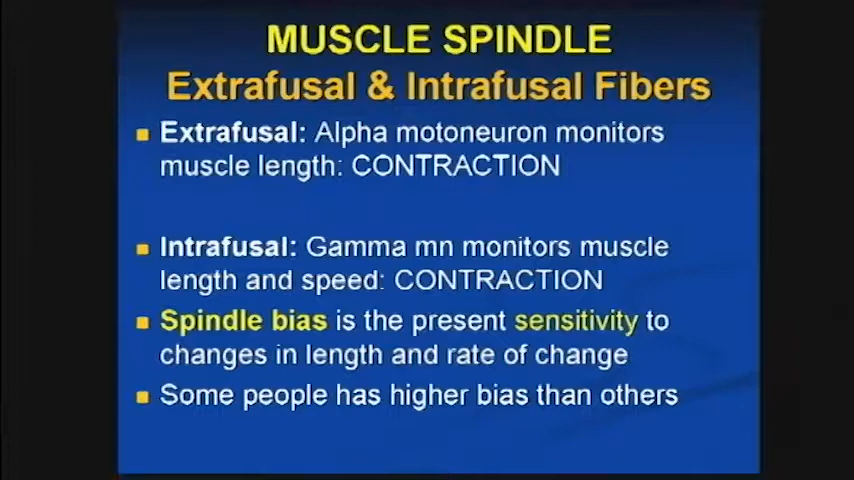 MUSCLE SPINDLE
Extrafusal & Intrafusal Fibers
Extrafusal: Alpha motoneuron monitors
muscle length: CONTRACTION
Intrafusal: Gamma mn monitors muscle
length and speed: CONTRACTION
Spindle bias is the present sensitivity to
changes in length and rate of change
Some people has higher bias than others